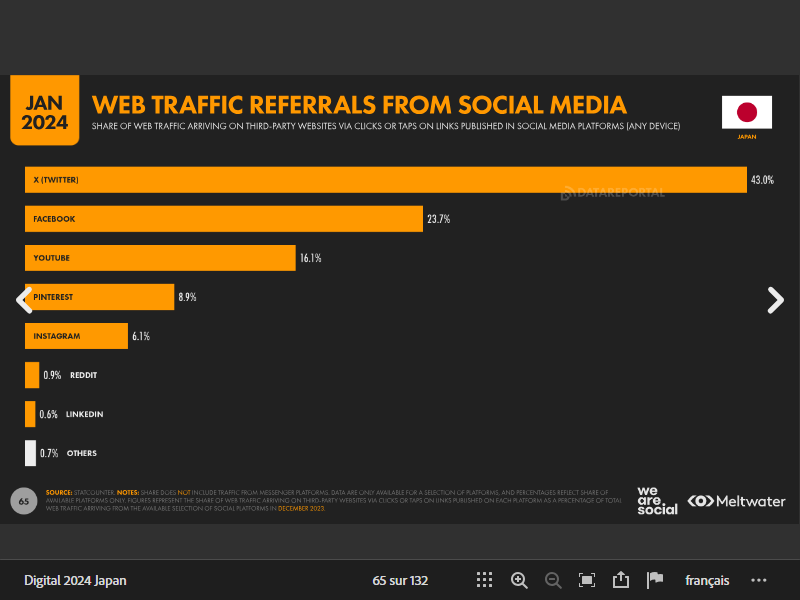 JAN
2024
WEB TRAFFIC REFERRALS FROM SOCIAL MEDIA
SHARE OF WEB TRAFFIC ARRIVING ON THIRD-PARTY WEBSITES VIA CLICKS OR TAPS ON LINKS PUBLISHED IN SOCIAL MEDIA PLATFORMS (ANY DEVICE)
JAPAN
X (TWITTER) 43.0%
DATAREPORTAL
FACEBOOK 23.7%
YOUTUBE 16.1%
PINTEREST 8.9%
INSTAGRAM 6.1%
0.9% REDDIT
0.6% LINKEDIN
0.7% OTHERS
65
SOURCE: STATCOUNTER. NOTES: SHARE DOES NOT INCLUDE TRAFFIC FROM MESSENGER PLATFORMS. DATA ARE ONLY AVAILABLE FOR A SELECTION OF PLATFORMS, AND PERCENTAGES REFLECT SHARE OF
AVAILABLE PLATFORMS ONLY. FIGURES REPRESENT THE SHARE OF WEB TRAFFIC ARRIVING ON THIRD-PARTY WEBSITES VIA CLICKS OR TAPS ON LINKS PUBLISHED ON EACH PLATFORM AS A PERCENTAGE OF TOTAL
WEB TRAFFIC ARRIVING FROM THE AVAILABLE SELECTION OF SOCIAL PLATFORMS IN DECEMBER 2023.
we
are.
social
Meltwater
Digital 2024 Japan
65 sur 132
français